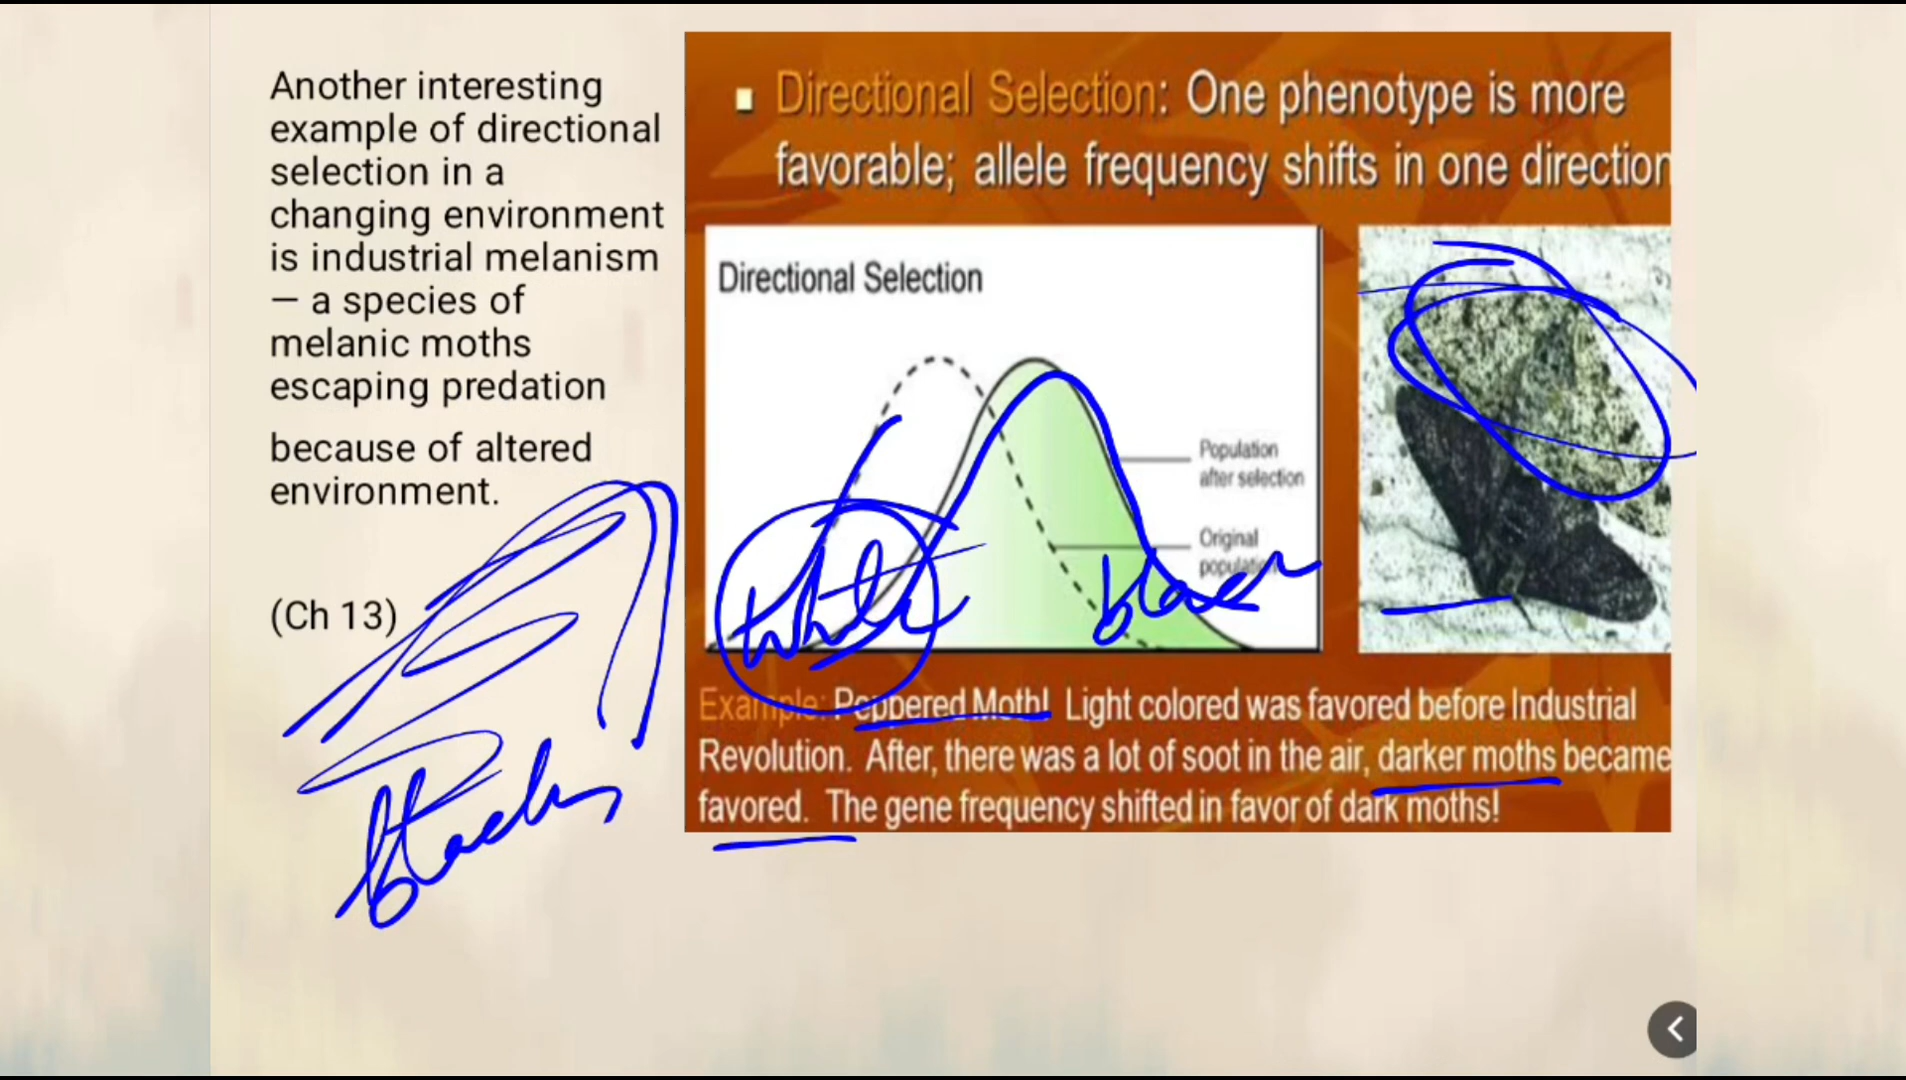 Another interesting
example of directional
selection in a
changing environment
is industrial melanism
— a species of
melanic moths
escaping predation
because of altered
environment.
(Ch 13)
Directional Selection: One phenotype is more
favorable; allele frequency shifts in one direction
Directional Selection
Population
after selection
Original
population
white
black
Example: Peppered Moth! Light colored was favored before Industrial
Revolution. After, there was a lot of soot in the air, darker moths became
favored. The gene frequency shifted in favor of dark moths!